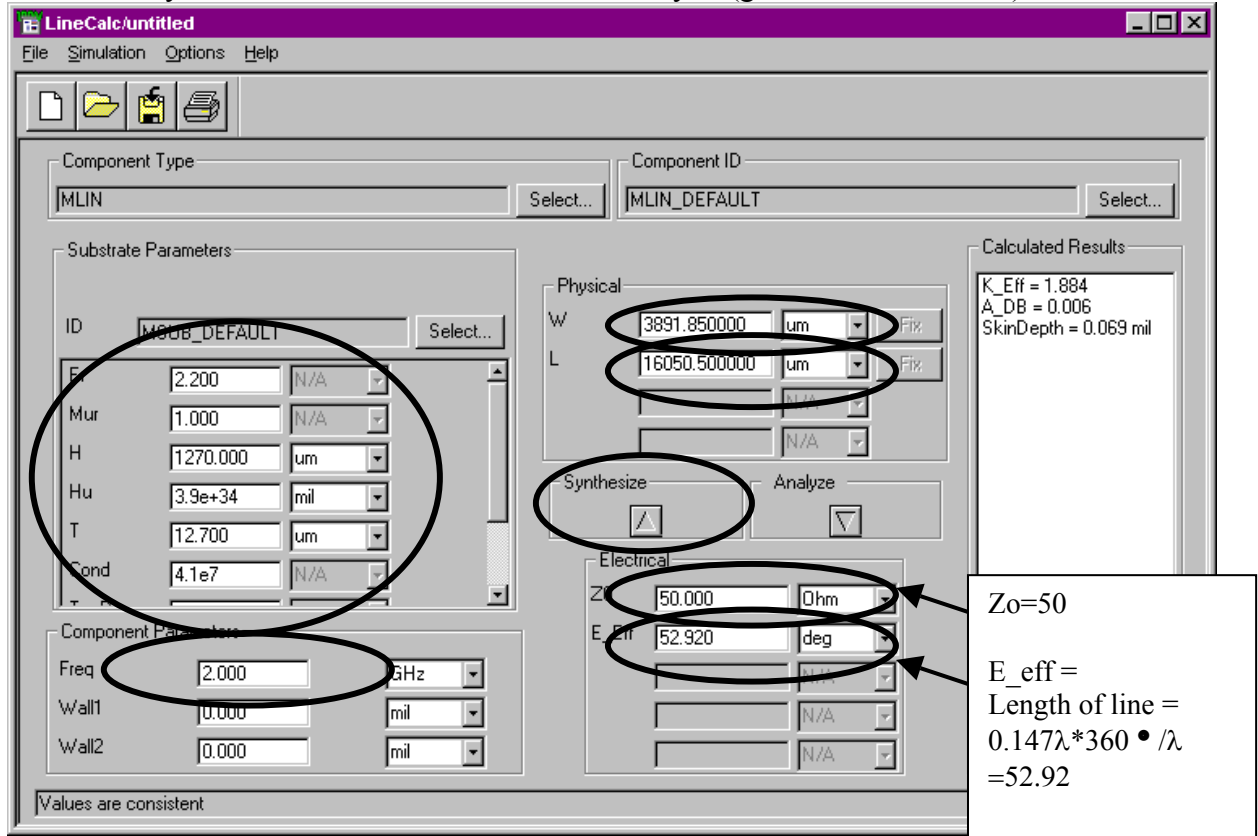 LineCalc/untitled
File Simulation Options Help
Component Type
MLIN
Select...
Component ID
MLIN_DEFAULT
Select...
Substrate Parameters
ID
MSUB_DEFAULT
Select...
Er 2.200 N/A
Mur 1.000 N/A
H 1270.000 um
Hu 3.9e+34 mil
T 12.700 um
Cond 4.1e7 N/A
Component Parameters
Freq 2.000 GHz
Wall1 0.000 mil
Wall2 0.000 mil
Physical
W 3891.850000 um Fix
L 16050.500000 um Fix
N/A
N/A
Synthesize
Analyze
Electrical
Z0 50.000 Ohm
E_Eff 52.920 deg
N/A
N/A
N/A
Calculated Results
K_Eff = 1.884
A_DB = 0.006
SkinDepth = 0.069 mil
Zo=50
E_eff =
Length of line =
0.147λ*360 • /λ
=52.92
Values are consistent